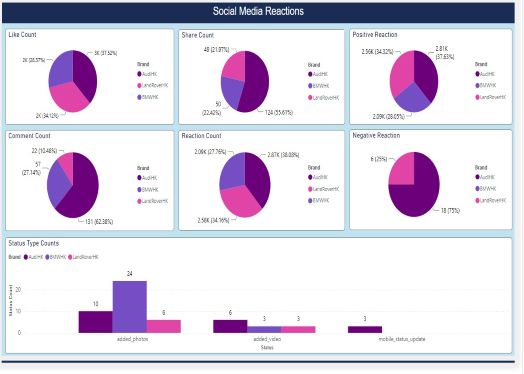 Social Media Reactions
Like Count
3K (37.52%)
2K (28.37%)
2K (34.12%)
Brand
AudiHK
LandRoverHK
BMWHK
Share Count
49 (21.97%)
50
(22.42%)
124 (55.61%)
Brand
AudiHK
BMWHK
LandRoverHK
Positive Reaction
2.56K (34.32%)
2.81K
(37.63%)
2.09K (28.05%)
Brand
AudiHK
BMWHK
LandRoverHK
Comment Count
22 (10.48%)
57
(27.14%)
131 (62.38%)
Brand
AudiHK
BMWHK
LandRoverHK
Reaction Count
2.09K (27.76%)
2.87K (38.08%)
2.58K (34.16%)
Brand
AudiHK
LandRoverHK
BMWHK
Negative Reaction
6 (25%)
18 (75%)
Brand
AudiHK
BMWHK
LandRoverHK
Status Type Counts
Brand AudiHK BMWHK LandRoverHK
Status Count
20
10
0
10
24
6
6
3
3
3
added_photos
added_video
mobile_status_update
Status